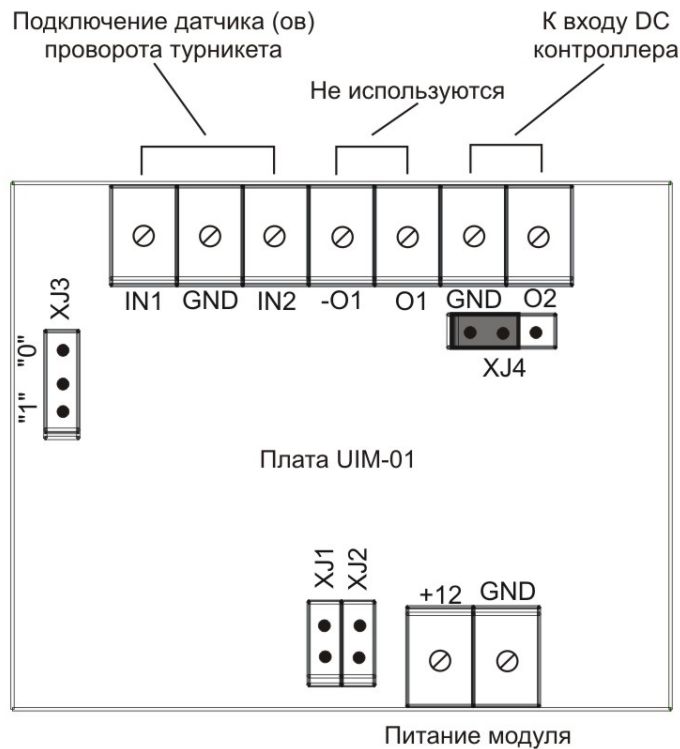 Подключение датчика (ов)
проворота турникета
К входу DC
контроллера
Не используются
IN1 GND IN2 -O1 O1 GND O2
XJ3
"0"
"1"
XJ4
Плата UIM-01
XJ1
XJ2
+12 GND
Питание модуля